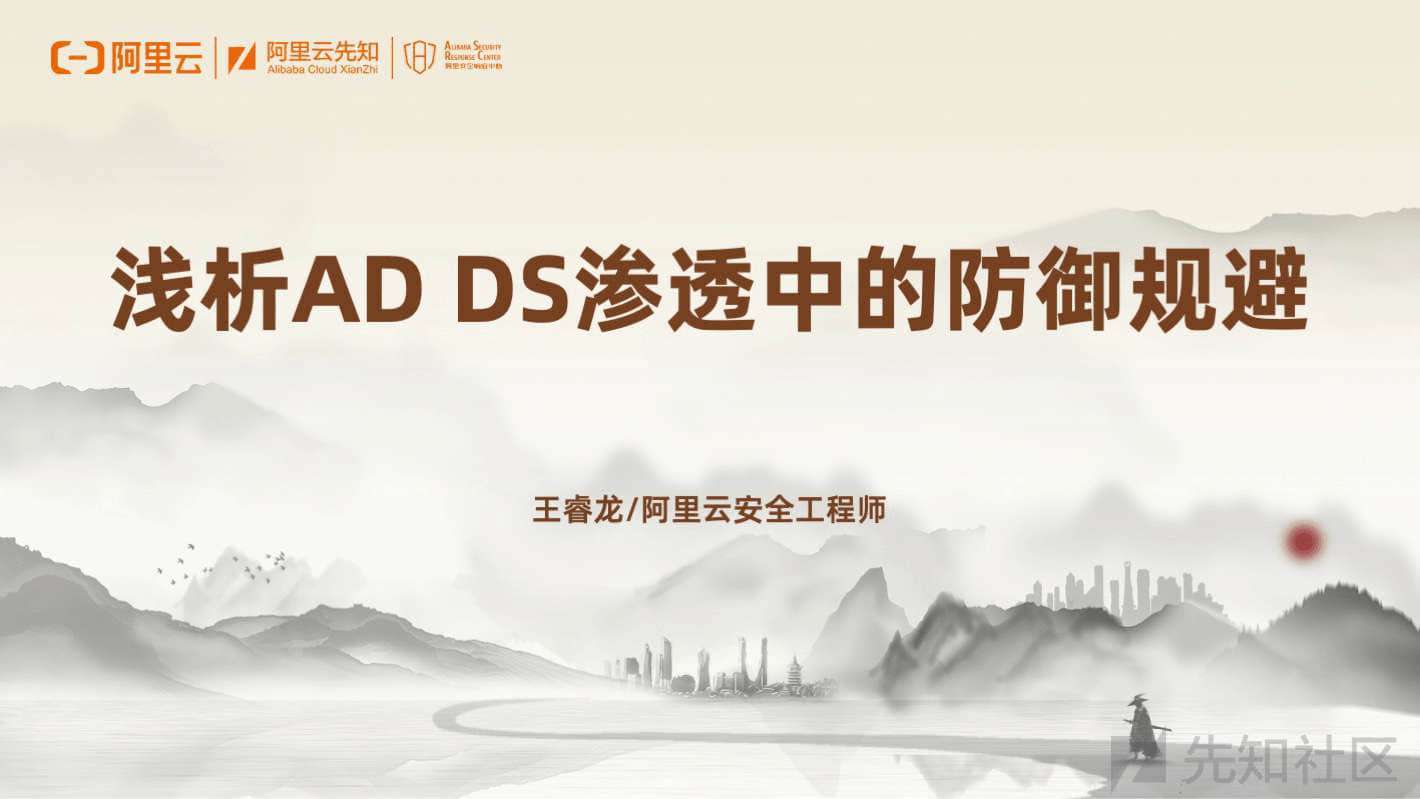 阿里云
阿里云先知
Alibaba Cloud XianZhi
ALIBABA SECURITY
RESPONSE CENTER
阿里安全响应中心
浅析AD DS渗透中的防御规避
王睿龙/阿里云安全工程师
先知社区